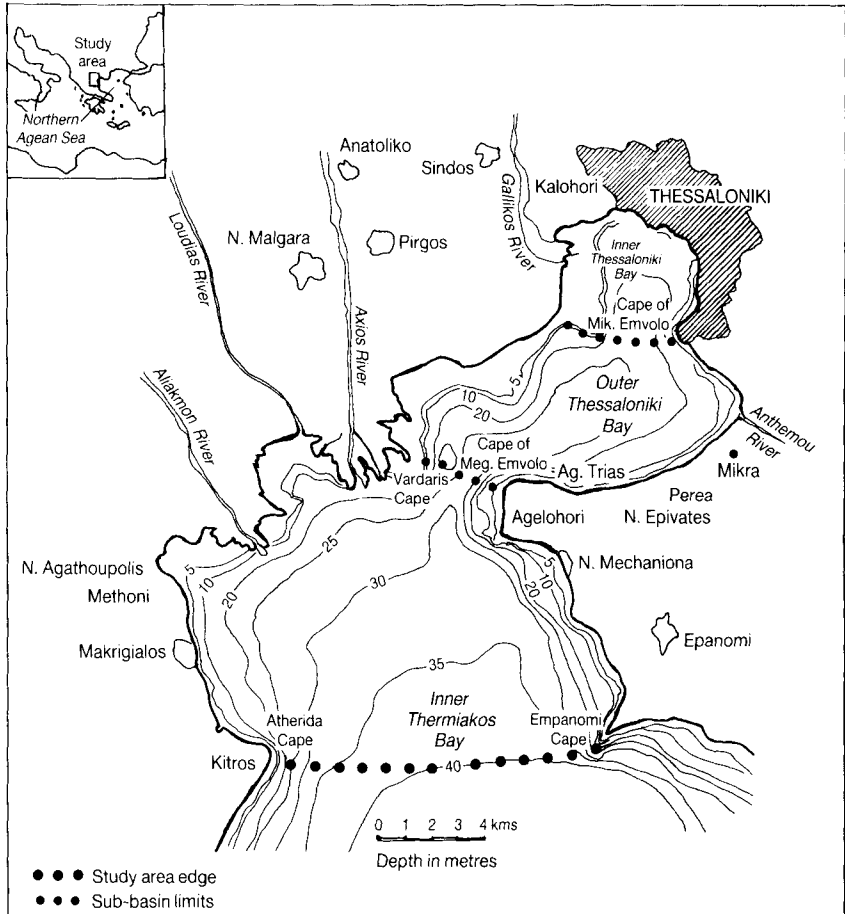 Study
area
Northern
Agean Sea
Anatoliko
Sindos
Gallikos River
Kalohori
THESSALONIKI
Loudias River
N. Malgara
Pirgos
Inner
Thessaloniki
Bay
Axios River
Cape of
Mik. Emvolo
Aliakmon River
5
10
20
Outer
Thessaloniki
Bay
Anthemou
River
Mikra
Cape of
Meg. Emvolo
Ag. Trias
Vardaris
Cape
Perea
N. Epivates
Agelohori
25
N. Agathoupolis
Methoni
5
10
20
30
5
10
20
N. Mechaniona
Makrigialos
Epanomi
35
Inner
Thermiakos
Bay
Atherida
Cape
Empanomi
Cape
Kitros
40
0 1 2 3 4 kms
Depth in metres
Study area edge
Sub-basin limits